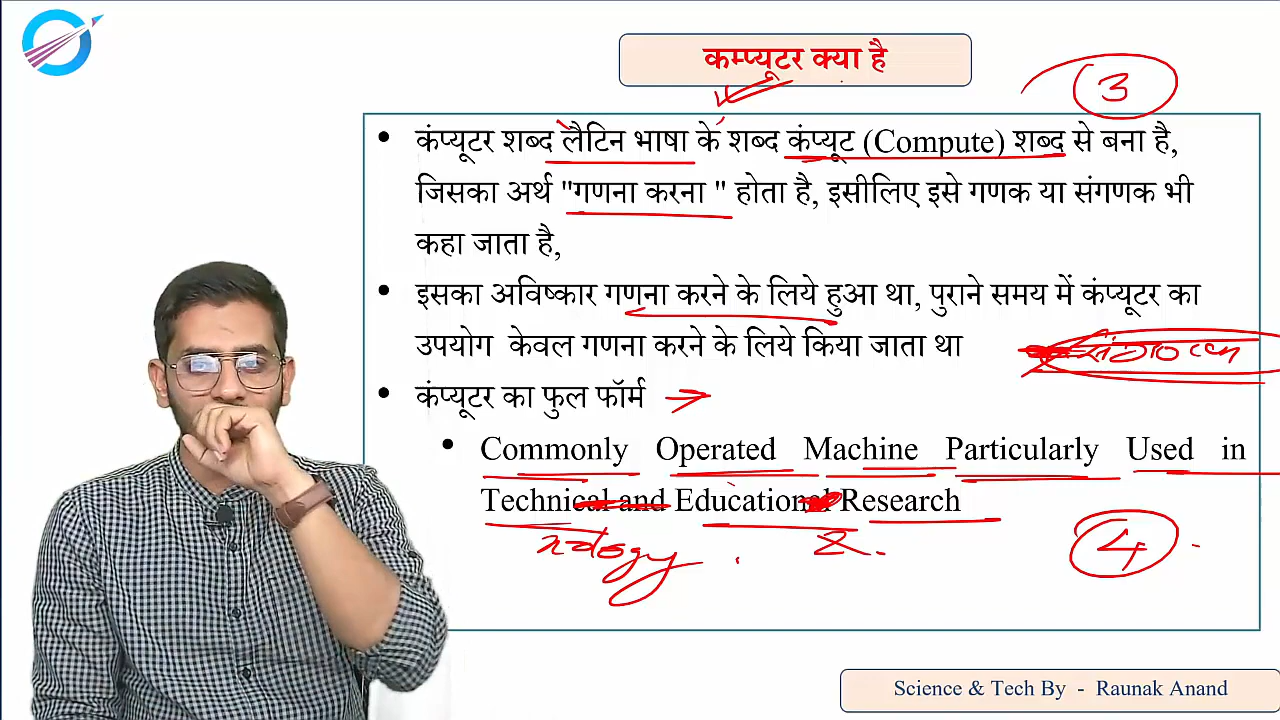 कम्प्यूटर क्या है
3
कंप्यूटर शब्द लैटिन भाषा के शब्द कंप्यूट (Compute) शब्द से बना है,
जिसका अर्थ "गणना करना " होता है, इसीलिए इसे गणक या संगणक भी
कहा जाता है,
इसका अविष्कार गणना करने के लिये हुआ था, पुराने समय में कंप्यूटर का
उपयोग केवल गणना करने के लिये किया जाता था
कंप्यूटर का फुल फॉर्म →
Commonly Operated Machine Particularly Used in
Technical and Educational Research
nology
&
4
Science & Tech By - Raunak Anand